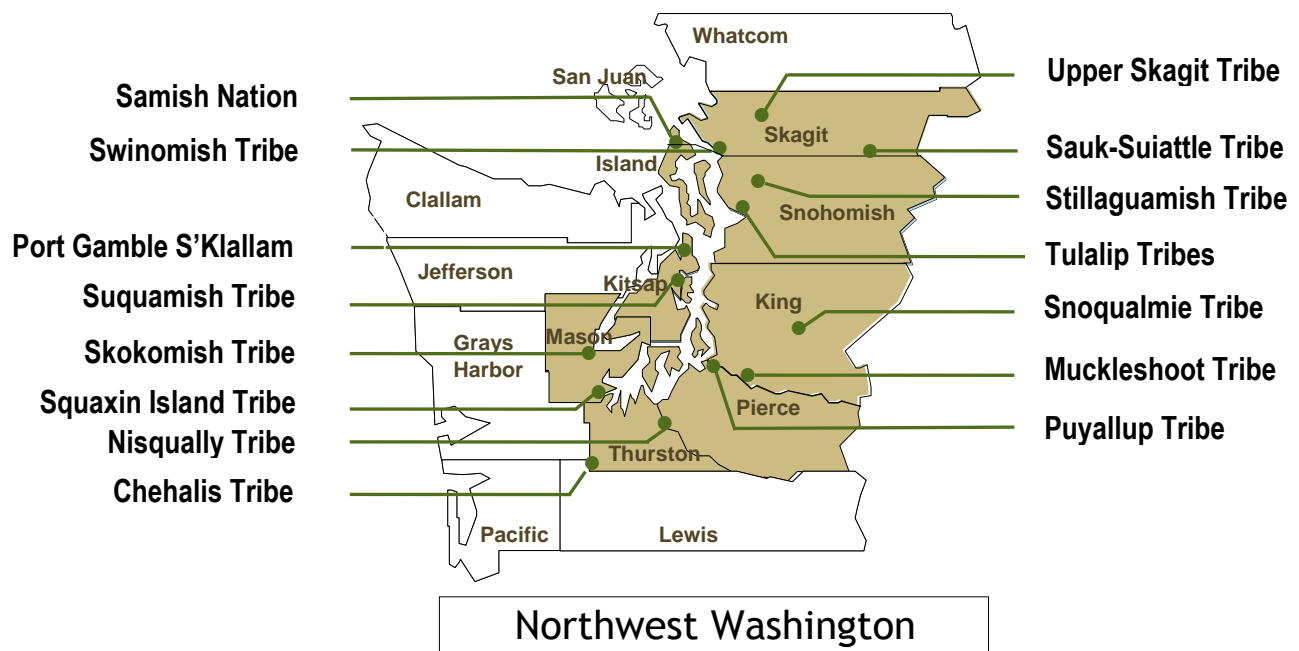 Whatcom
San Juan
Upper Skagit Tribe
Samish Nation
Skagit
Swinomish Tribe
Island
Sauk-Suiattle Tribe
Clallam
Stillaguamish Tribe
Snohomish
Port Gamble S’Klallam
Tulalip Tribes
Jefferson
Kitsap
Suquamish Tribe
King
Snoqualmie Tribe
Mason
Grays
Harbor
Skokomish Tribe
Muckleshoot Tribe
Squaxin Island Tribe
Pierce
Puyallup Tribe
Nisqually Tribe
Thurston
Chehalis Tribe
Pacific
Lewis
Northwest Washington